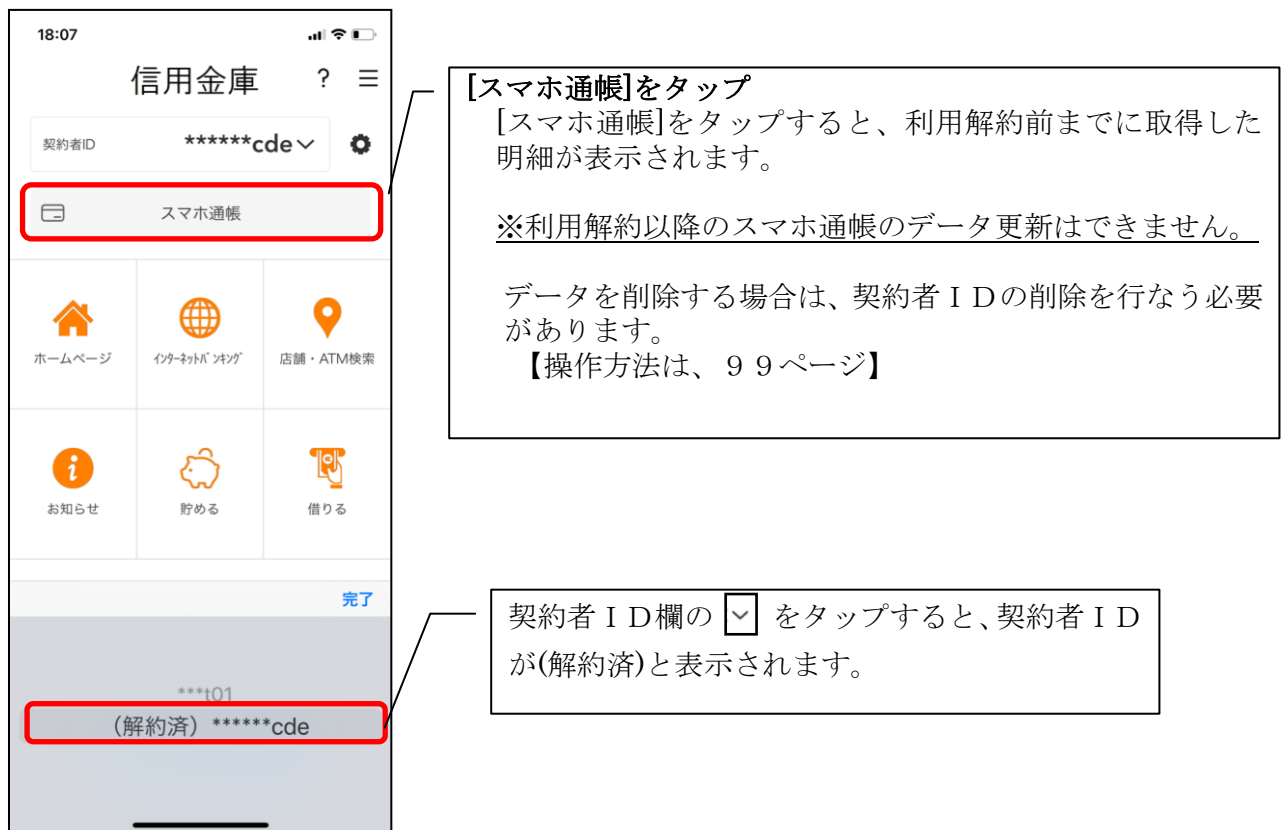 18:07
信用金庫 ? ☰
契約者ID ******cde
スマホ通帳
ホームページ
インターネットバンキング
店舗・ATM検索
お知らせ
貯める
借りる
完了
***t01
（解約済）******cde
[スマホ通帳]をタップ
[スマホ通帳]をタップすると、利用解約前までに取得した
明細が表示されます。
※利用解約以降のスマホ通帳のデータ更新はできません。
データを削除する場合は、契約者ＩＤの削除を行なう必要
があります。
【操作方法は、９９ページ】
契約者ＩＤ欄の をタップすると、契約者ＩＤ
が(解約済)と表示されます。